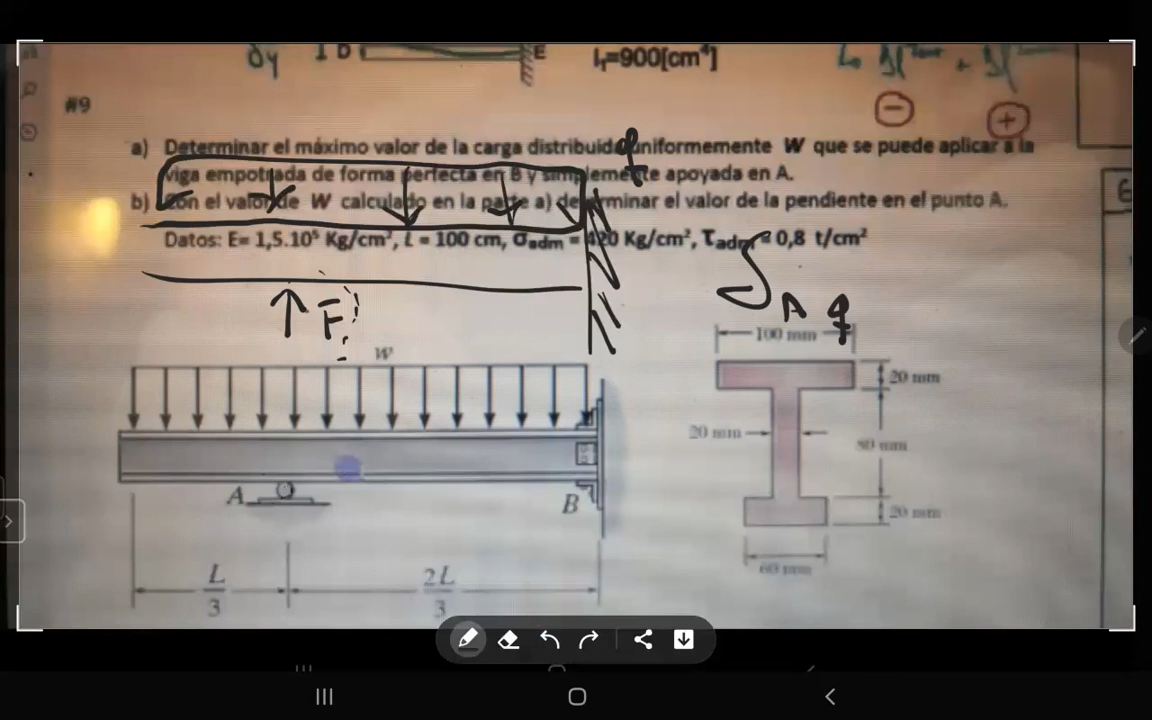 δy
D
E
I₁=900[cm⁴]
#9
a) Determinar el máximo valor de la carga distribuida uniformemente W que se puede aplicar a la
viga empotrada de forma perfecta en B y simplemente apoyada en A.
b) Con el valor de W calculado en la parte a) determinar el valor de la pendiente en el punto A.
Datos: E= 1,5.10⁵ Kg/cm², L = 100 cm, σadm = 420 Kg/cm², τadm = 0,8 t/cm²
q
F?
δA q
W
A
B
L/3
2L/3
100 mm
20 mm
20 mm
80 mm
20 mm
60 mm